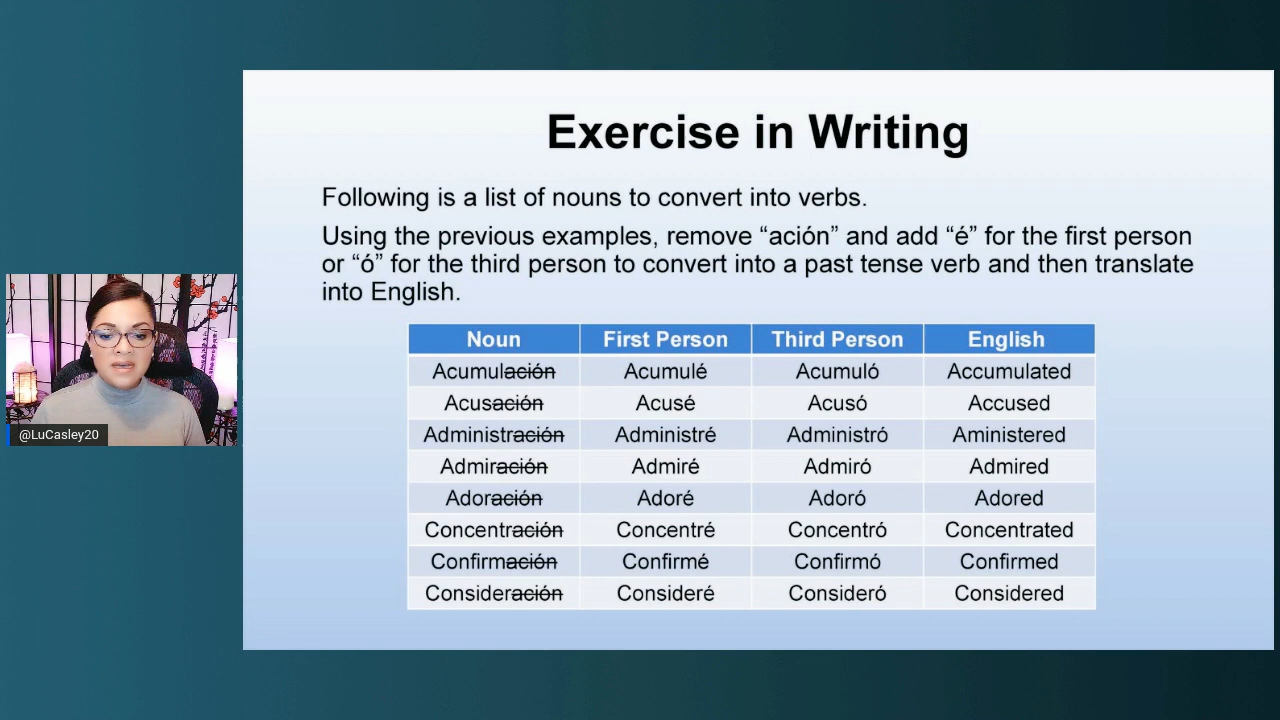 Exercise in Writing
Following is a list of nouns to convert into verbs.
Using the previous examples, remove “ación” and add “é” for the first person
or “ó” for the third person to convert into a past tense verb and then translate
into English.
Noun First Person Third Person English
Acumulación Acumulé Acumuló Accumulated
Acusación Acusé Acusó Accused
Administración Administré Administró Aministered
Admiración Admiré Admiró Admired
Adoración Adoré Adoró Adored
Concentración Concentré Concentró Concentrated
Confirmación Confirmé Confirmó Confirmed
Consideración Consideré Consideró Considered
@LuCasley20